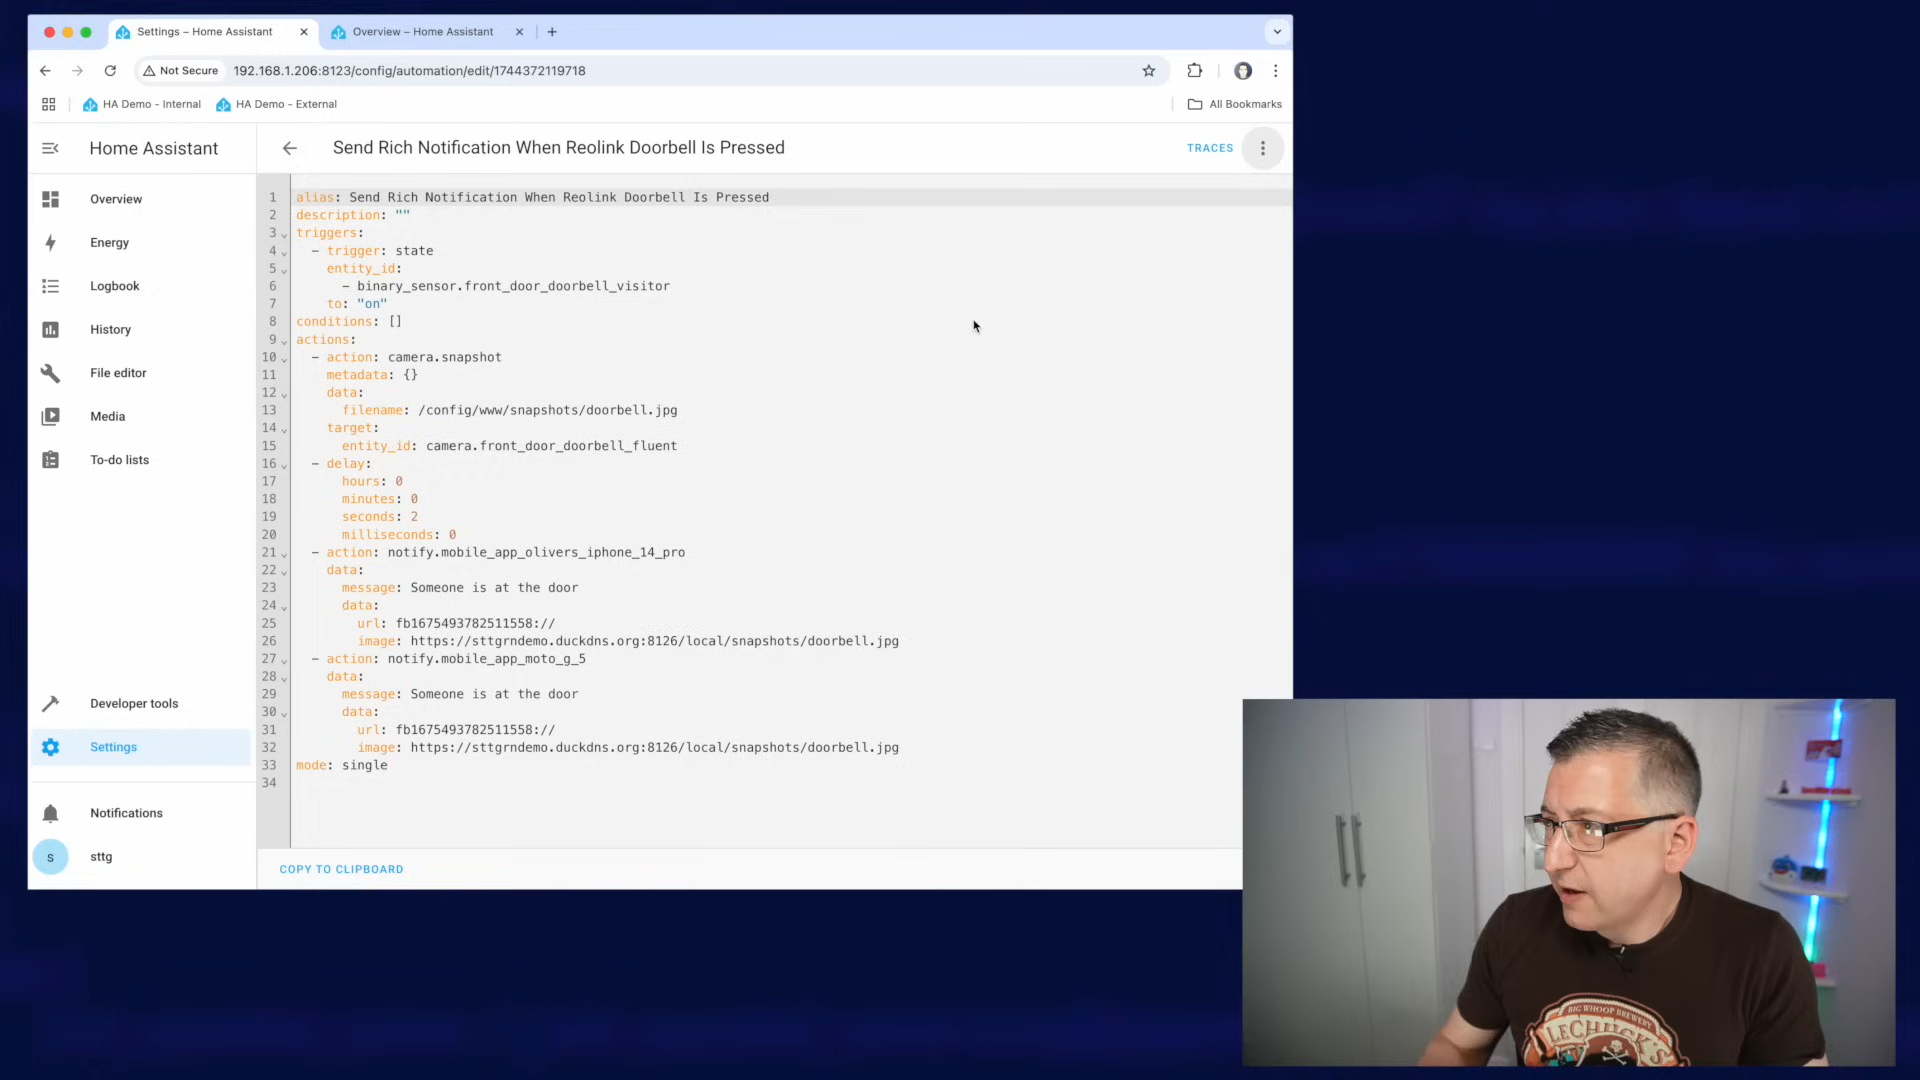 Settings – Home Assistant
Overview – Home Assistant
Not Secure
192.168.1.206:8123/config/automation/edit/1744372119718
HA Demo - Internal
HA Demo - External
All Bookmarks
Home Assistant
Send Rich Notification When Reolink Doorbell Is Pressed
TRACES
Overview
Energy
Logbook
History
File editor
Media
To-do lists
Developer tools
Settings
Notifications
S
sttg
1 alias: Send Rich Notification When Reolink Doorbell Is Pressed
2 description: ""
3 triggers:
4   - trigger: state
5     entity_id:
6       - binary_sensor.front_door_doorbell_visitor
7     to: "on"
8 conditions: []
9 actions:
10   - action: camera.snapshot
11     metadata: {}
12     data:
13       filename: /config/www/snapshots/doorbell.jpg
14     target:
15       entity_id: camera.front_door_doorbell_fluent
16   - delay:
17       hours: 0
18       minutes: 0
19       seconds: 2
20       milliseconds: 0
21   - action: notify.mobile_app_olivers_iphone_14_pro
22     data:
23       message: Someone is at the door
24       data:
25         url: fb1675493782511558://
26         image: https://sttgrndemo.duckdns.org:8126/local/snapshots/doorbell.jpg
27   - action: notify.mobile_app_moto_g_5
28     data:
29       message: Someone is at the door
30       data:
31         url: fb1675493782511558://
32         image: https://sttgrndemo.duckdns.org:8126/local/snapshots/doorbell.jpg
33 mode: single
34
COPY TO CLIPBOARD
BIG WHOOP BREWERY
LECHUCK'S